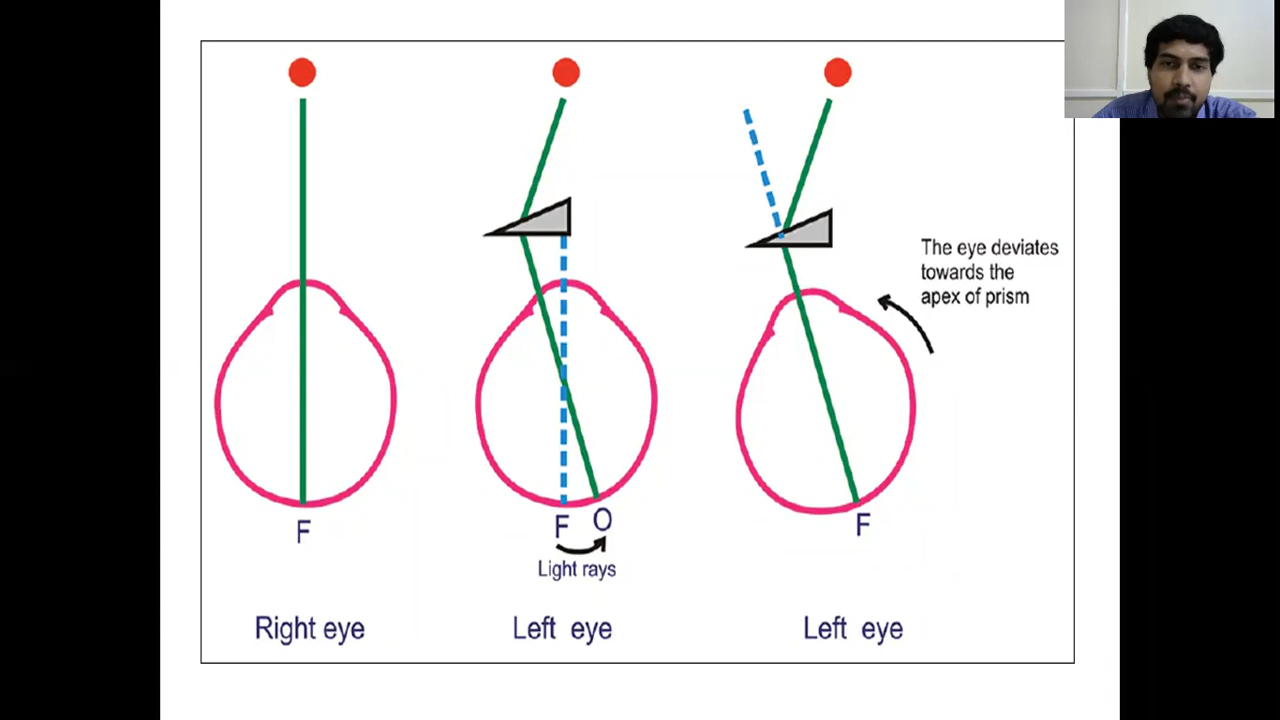 The eye deviates
towards the
apex of prism
F
F O
F
Light rays
Right eye
Left eye
Left eye